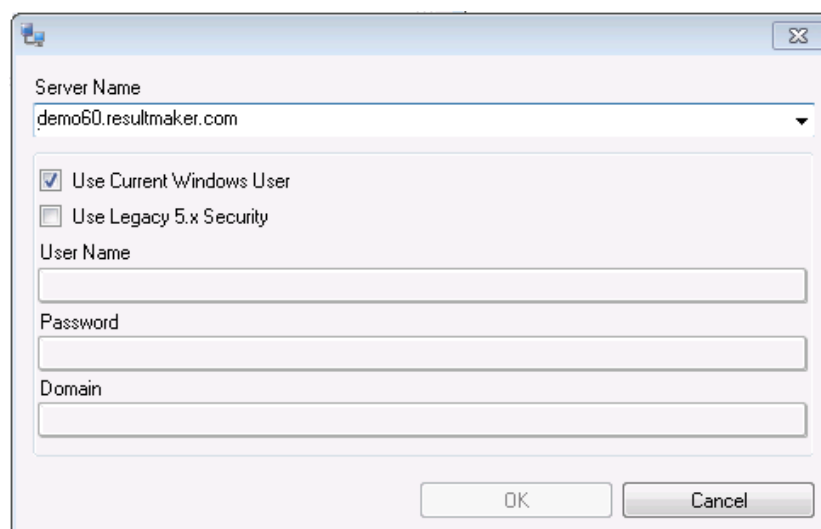 Server Name
demo60.resultmaker.com
Use Current Windows User
Use Legacy 5.x Security
User Name
Password
Domain
OK
Cancel